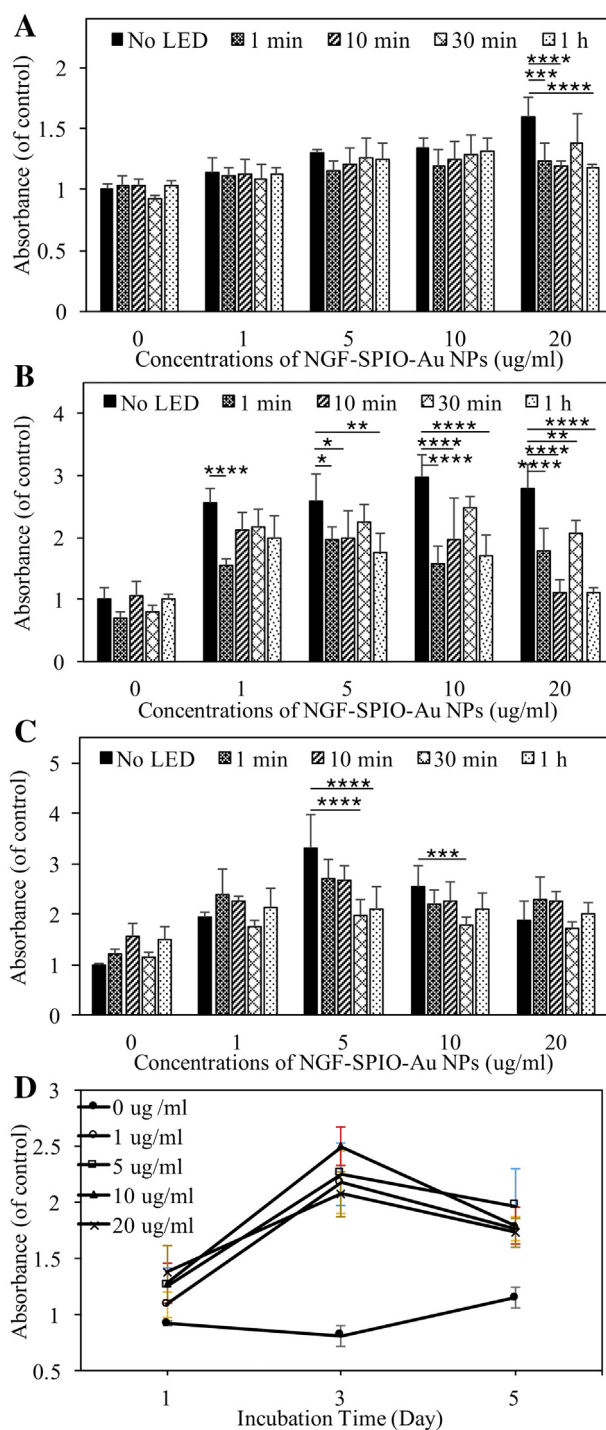 A
No LED 1 min 10 min 30 min 1 h
Absorbance (of control)
2
1.5
1
0.5
0
****
***
****
0 1 5 10 20
Concentrations of NGF-SPIO-Au NPs (ug/ml)
B
No LED 1 min 10 min 30 min 1 h
Absorbance (of control)
4
3
2
1
0
****
**
*
*
****
****
****
****
**
****
****
0 1 5 10 20
Concentrations of NGF-SPIO-Au NPs (ug/ml)
C
No LED 1 min 10 min 30 min 1 h
Absorbance (of control)
5
4
3
2
1
0
****
****
***
0 1 5 10 20
Concentrations of NGF-SPIO-Au NPs (ug/ml)
D
0 ug /ml
1 ug/ml
5 ug/ml
10 ug/ml
20 ug/ml
Absorbance (of control)
3
2.5
2
1.5
1
0.5
1 3 5
Incubation Time (Day)